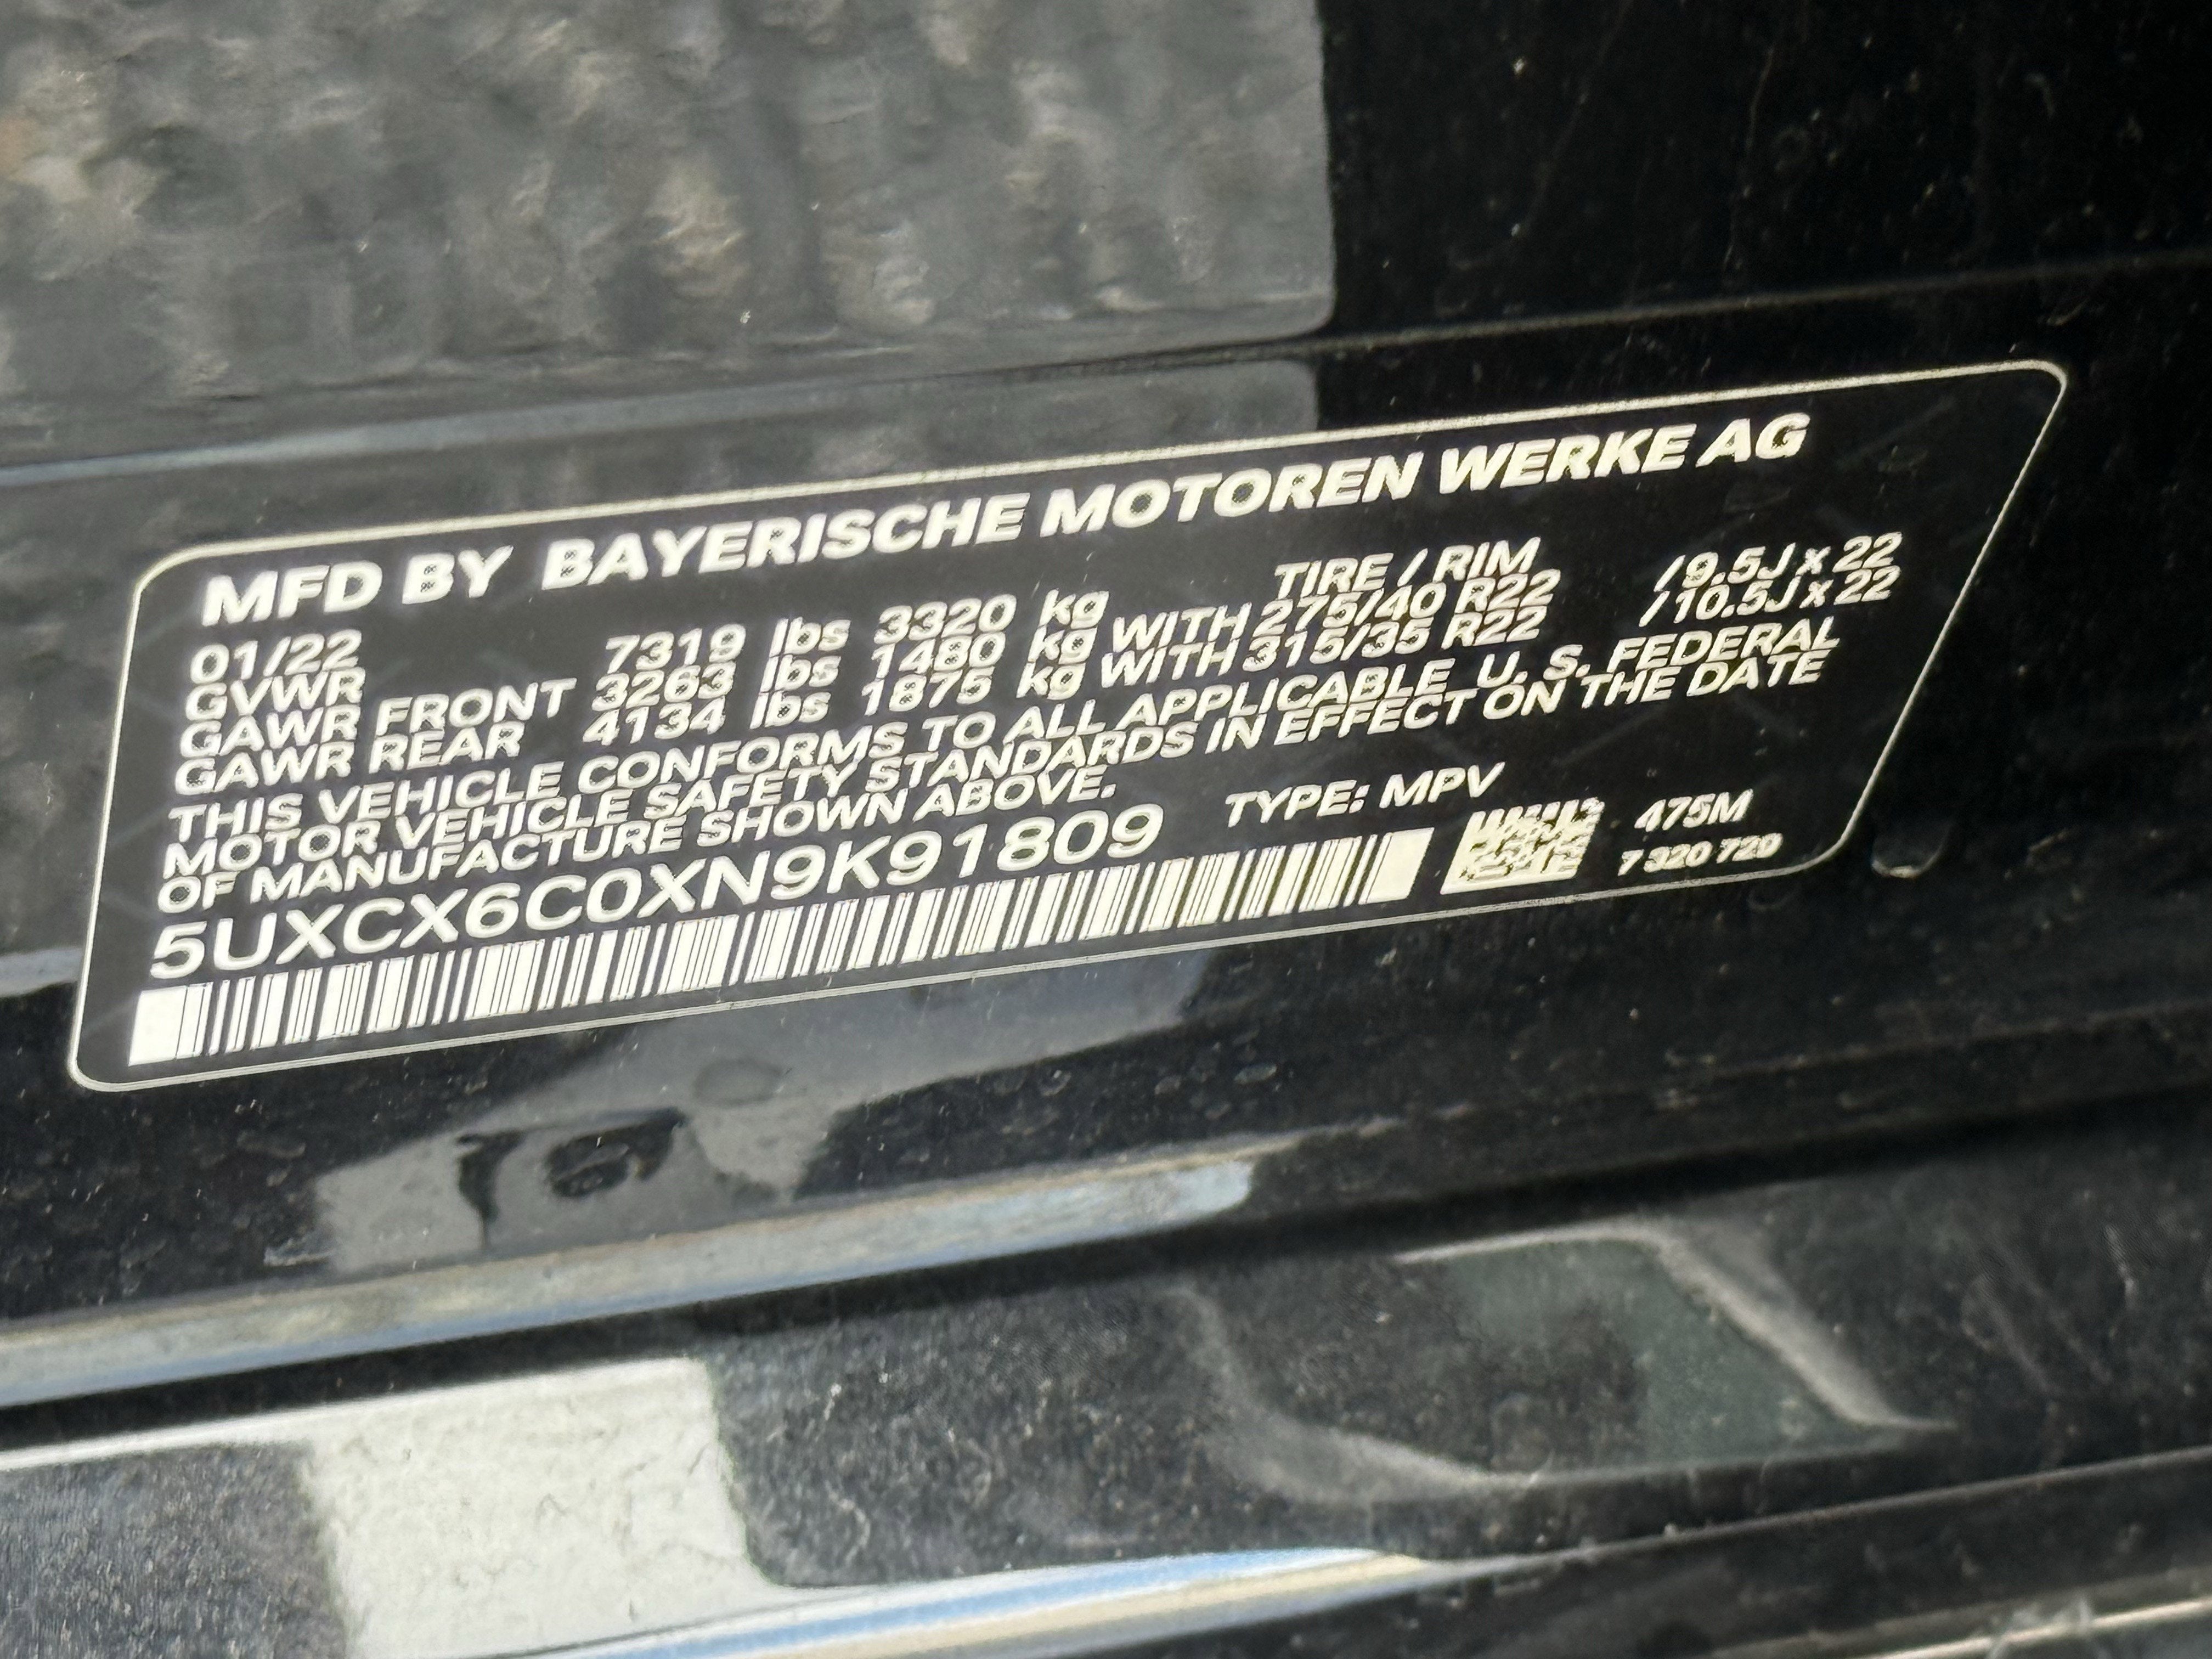 MFD BY BAYERISCHE MOTOREN WERKE AG
01/22 TIRE / RIM
GVWR 7319 lbs 3320 kg
GAWR FRONT 3263 lbs 1480 kg WITH 275/40 R22 /9.5J x 22
GAWR REAR 4134 lbs 1875 kg WITH 315/35 R22 /10.5J x 22
THIS VEHICLE CONFORMS TO ALL APPLICABLE U. S. FEDERAL
MOTOR VEHICLE SAFETY STANDARDS IN EFFECT ON THE DATE
OF MANUFACTURE SHOWN ABOVE.
5UXCX6C0XN9K91809 TYPE: MPV
475M
7 320 720